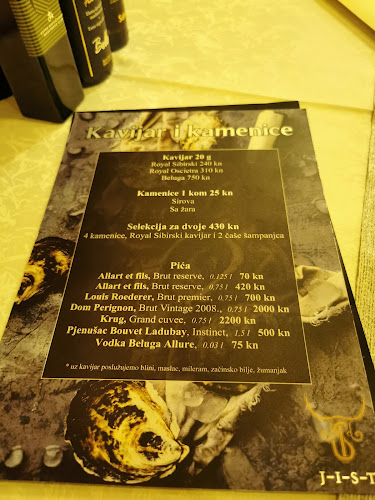 Kavijar i kamenice
Kavijar 20 g
Royal Sibirski 240 kn
Royal Oscietra 310 kn
Beluga 750 kn
Kamenice 1 kom 25 kn
Sirova
Sa žara
Selekcija za dvoje 430 kn
4 kamenice, Royal Sibirski kavijar i 2 čaše šampanjca
Pića
Allart et fils, Brut reserve, 0.125 l 70 kn
Allart et fils, Brut reserve, 0,75 l 420 kn
Louis Roederer, Brut premier, 0,75 l 700 kn
Dom Perignon, Brut Vintage 2008., 0,75 l 2000 kn
Krug, Grand cuvee, 0,75 l 2200 kn
Pjenušac Bouvet Ladubay, Instinct, 1,5 l 500 kn
Vodka Beluga Allure, 0.03 l 75 kn
* uz kavijar poslužujemo blini, maslac, mileram, začinsko bilje, žumanjak
J-I-S-T